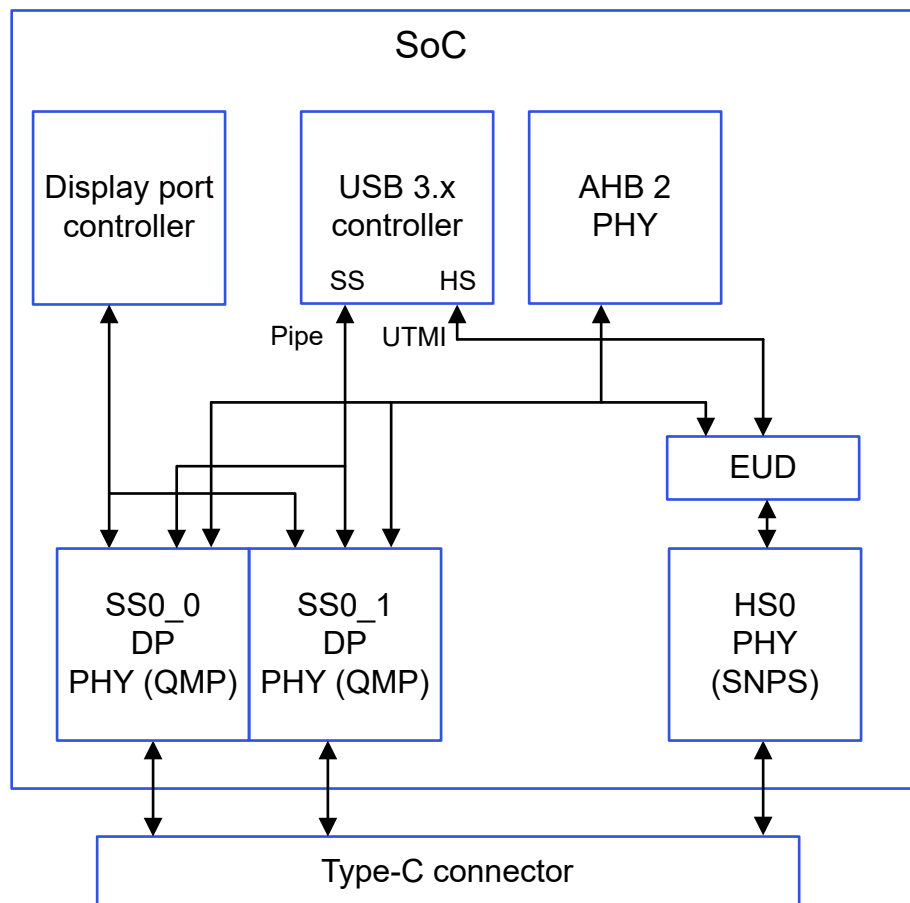 SoC
Display port
controller
USB 3.x
controller
SS
HS
AHB 2
PHY
Pipe
UTMI
EUD
SS0_0
DP
PHY (QMP)
SS0_1
DP
PHY (QMP)
HS0
PHY
(SNPS)
Type-C connector